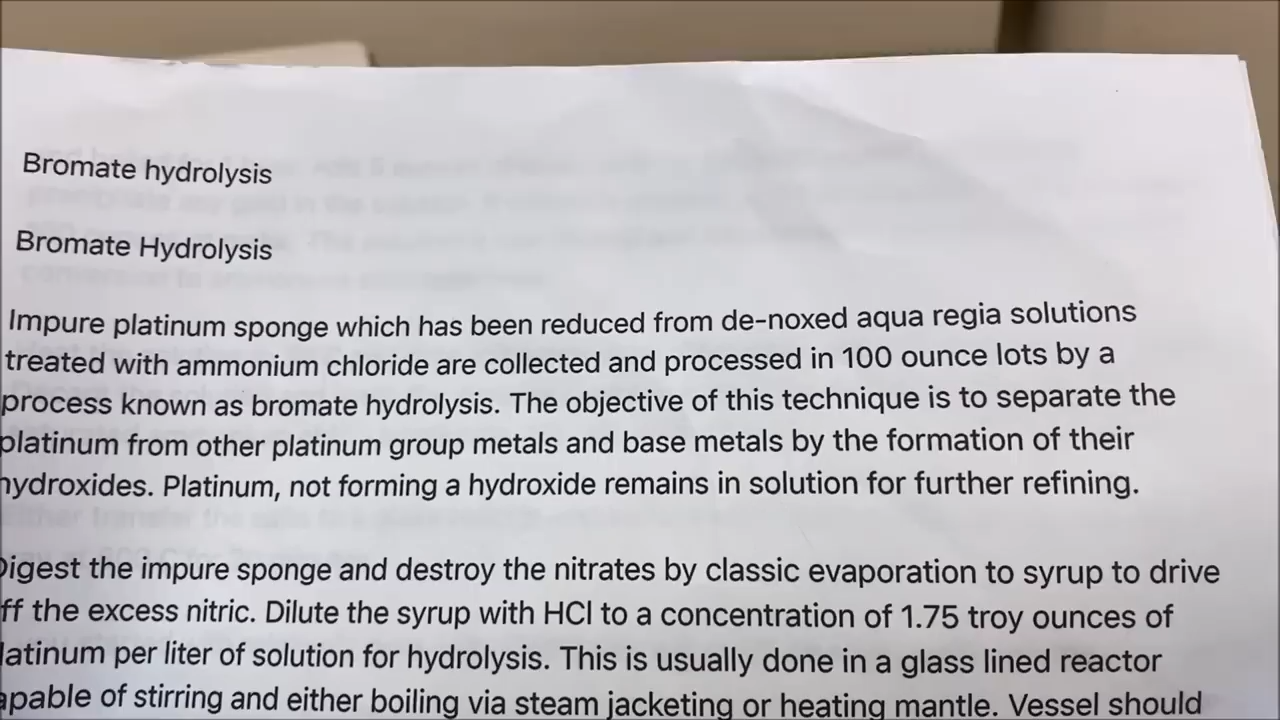 Bromate hydrolysis
Bromate Hydrolysis
Impure platinum sponge which has been reduced from de-noxed aqua regia solutions
treated with ammonium chloride are collected and processed in 100 ounce lots by a
process known as bromate hydrolysis. The objective of this technique is to separate the
platinum from other platinum group metals and base metals by the formation of their
hydroxides. Platinum, not forming a hydroxide remains in solution for further refining.
Digest the impure sponge and destroy the nitrates by classic evaporation to syrup to drive
ff the excess nitric. Dilute the syrup with HCl to a concentration of 1.75 troy ounces of
latinum per liter of solution for hydrolysis. This is usually done in a glass lined reactor
apable of stirring and either boiling via steam jacketing or heating mantle. Vessel should